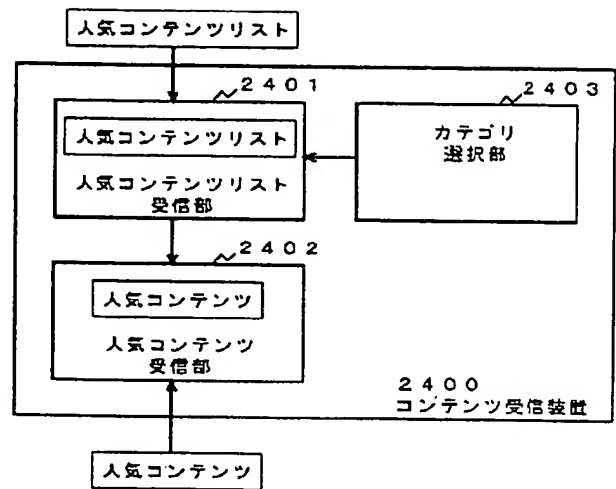 人気コンテンツリスト
2401
2403
人気コンテンツリスト
人気コンテンツリスト
受信部
カテゴリ
選択部
2402
人気コンテンツ
人気コンテンツ
受信部
2400
コンテンツ受信装置
人気コンテンツ